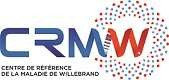 CRMW
CENTRE DE RÉFÉRENCE
DE LA MALADIE DE WILLEBRAND